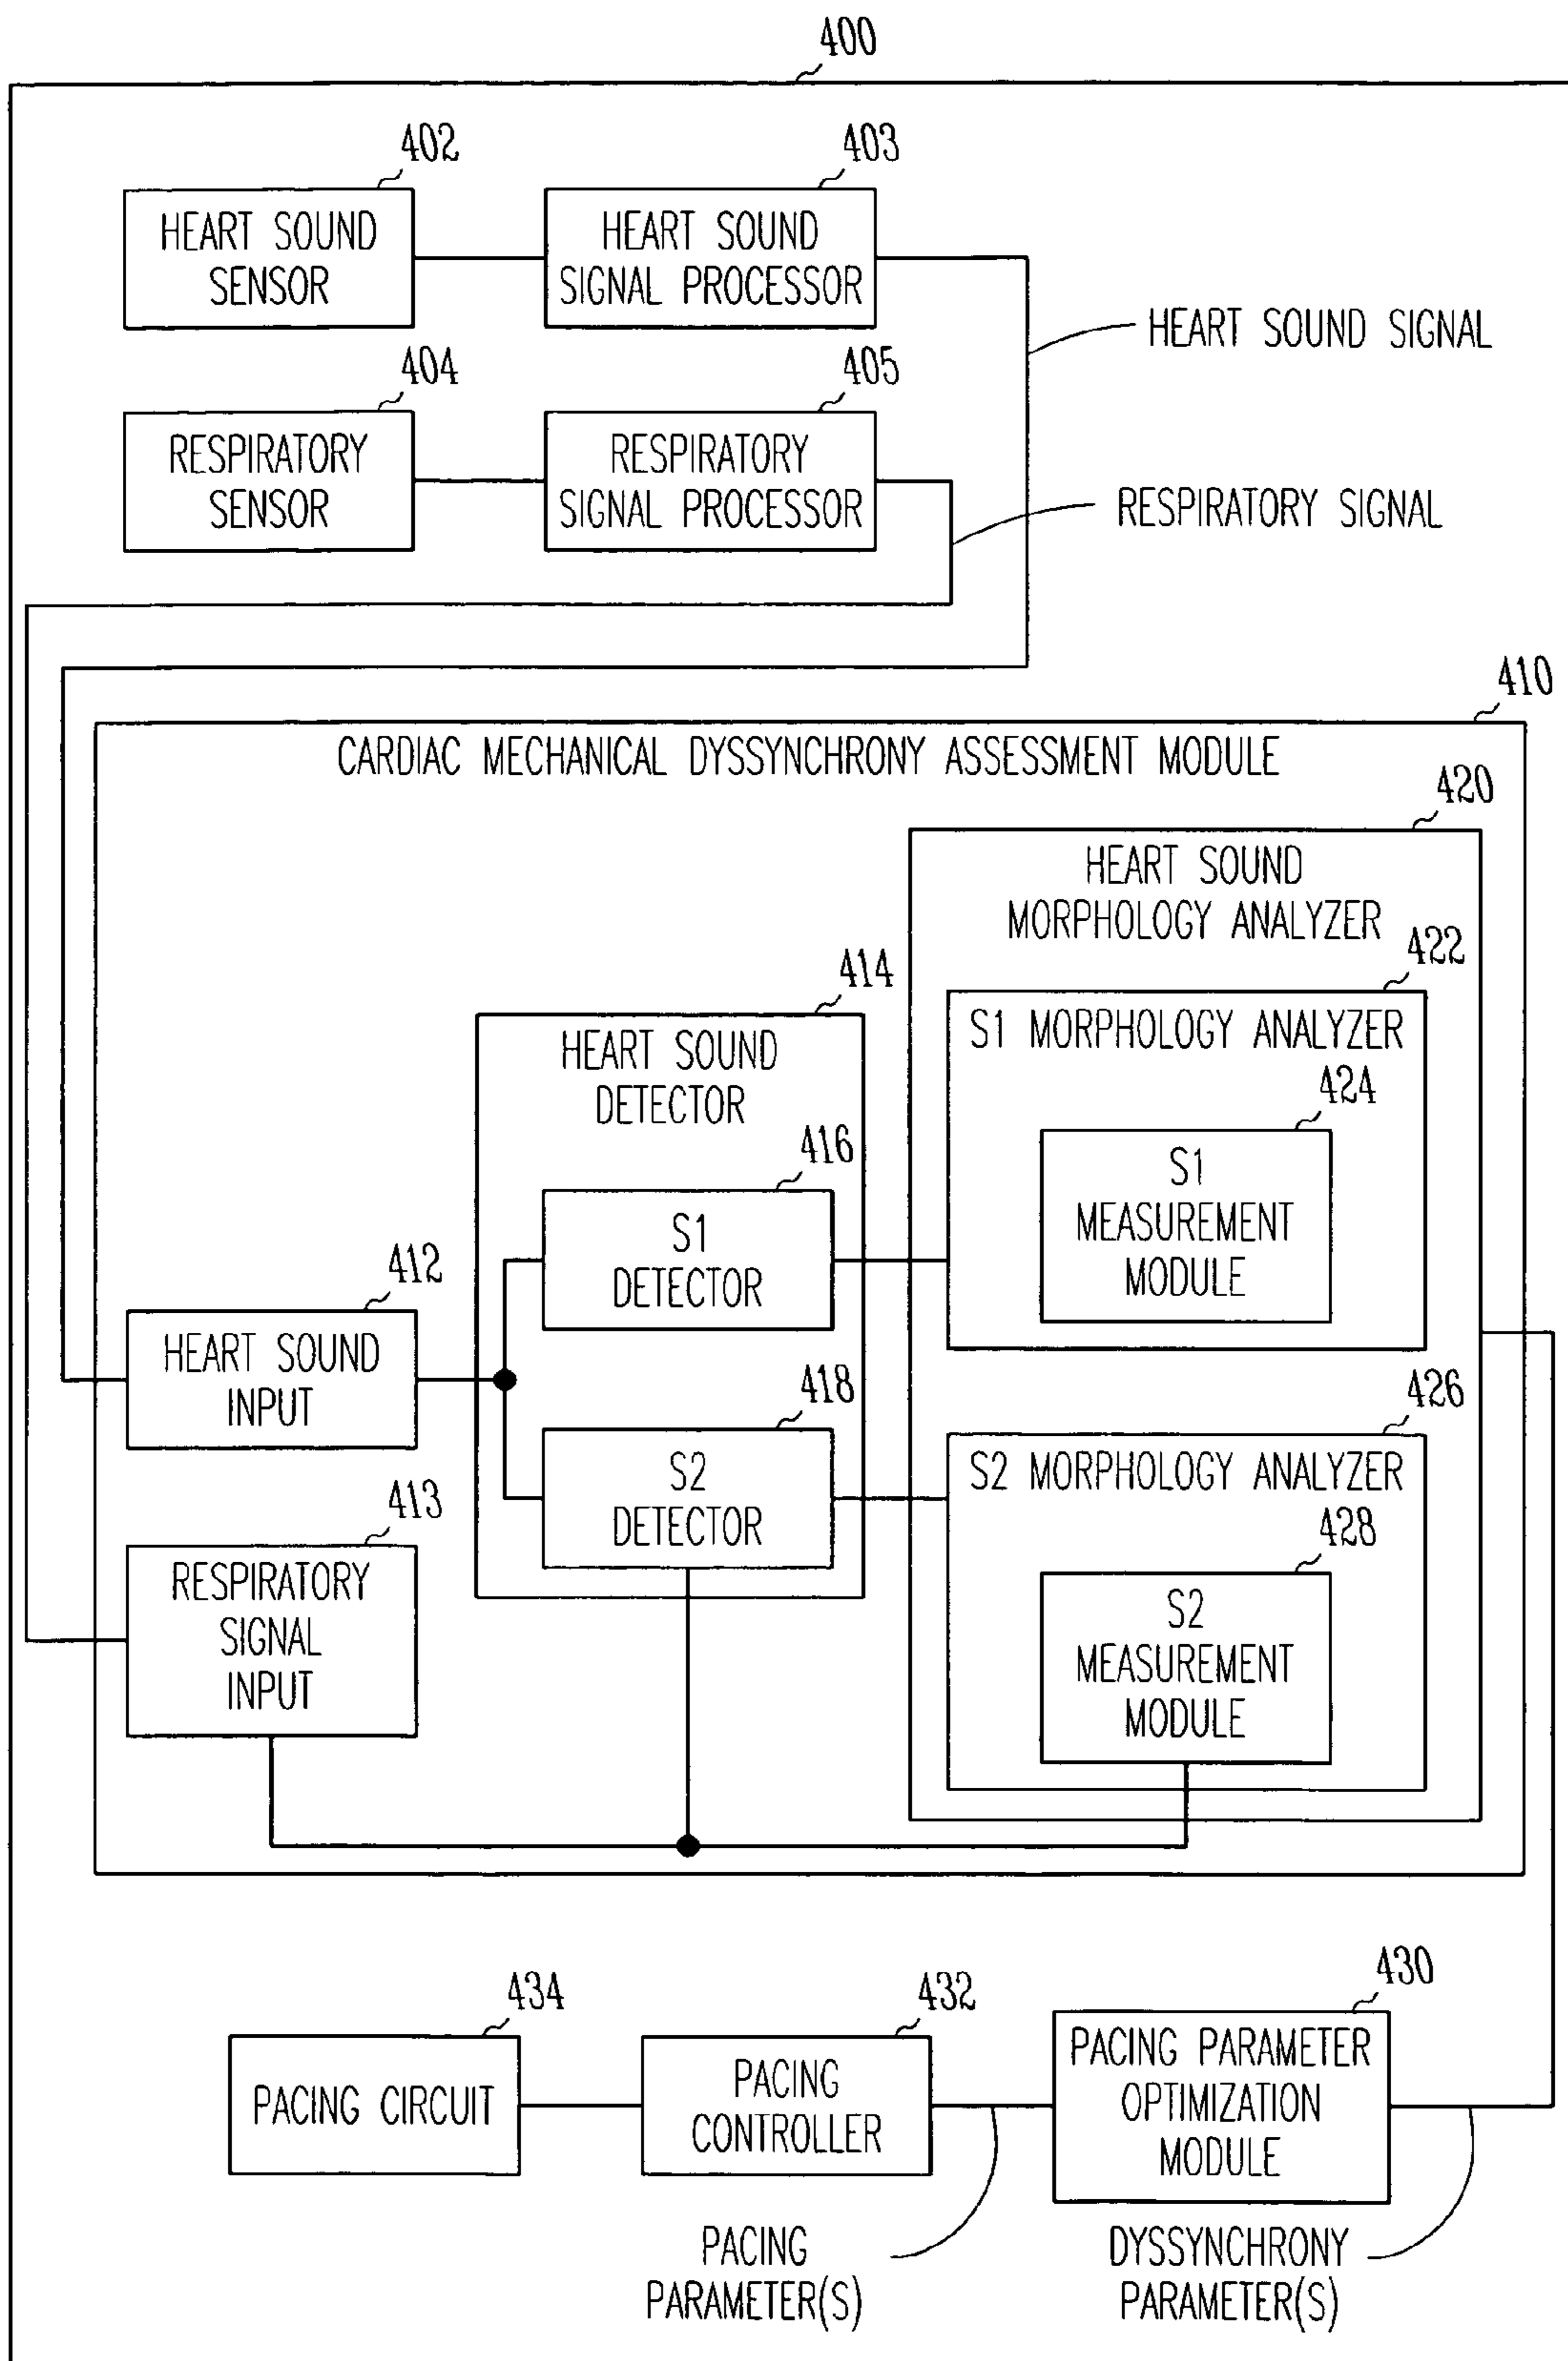 400
402
HEART SOUND
SENSOR
403
HEART SOUND
SIGNAL PROCESSOR
HEART SOUND SIGNAL
404
RESPIRATORY
SENSOR
405
RESPIRATORY
SIGNAL PROCESSOR
RESPIRATORY SIGNAL
410
CARDIAC MECHANICAL DYSSYNCHRONY ASSESSMENT MODULE
420
HEART SOUND
MORPHOLOGY ANALYZER
414
HEART SOUND
DETECTOR
422
S1 MORPHOLOGY ANALYZER
424
S1
MEASUREMENT
MODULE
416
S1
DETECTOR
412
HEART SOUND
INPUT
418
S2
DETECTOR
426
S2 MORPHOLOGY ANALYZER
428
S2
MEASUREMENT
MODULE
413
RESPIRATORY
SIGNAL
INPUT
434
PACING CIRCUIT
432
PACING
CONTROLLER
430
PACING PARAMETER
OPTIMIZATION
MODULE
PACING
PARAMETER(S)
DYSSYNCHRONY
PARAMETER(S)